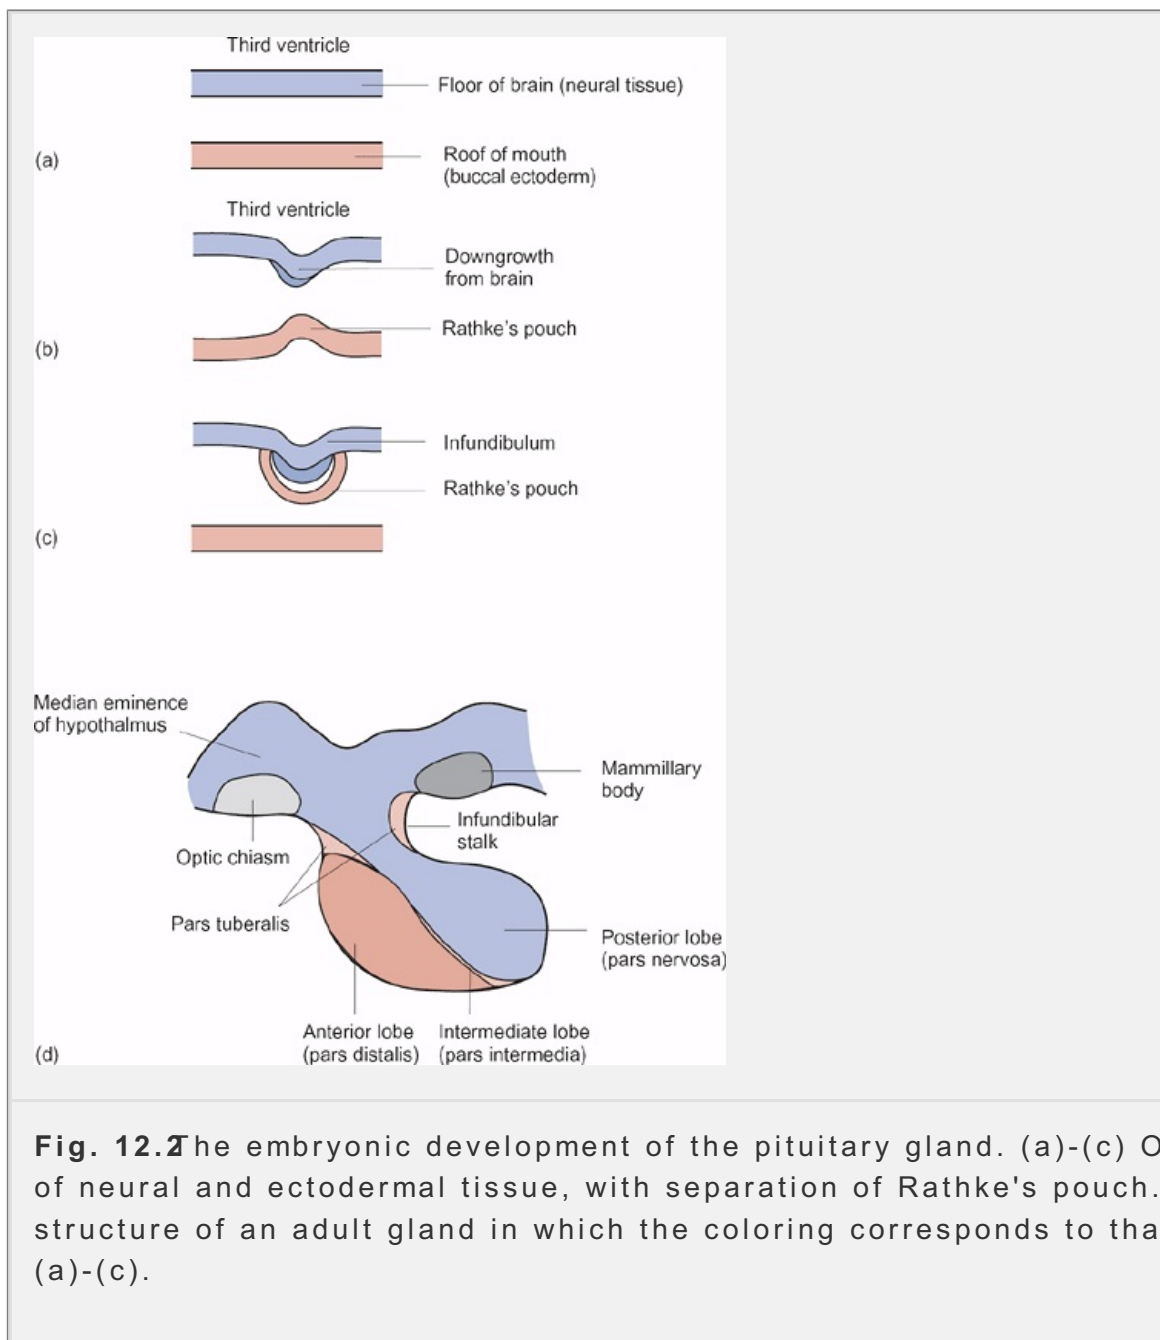 Third ventricle
Floor of brain (neural tissue)
(a)
Roof of mouth
(buccal ectoderm)
Third ventricle
Downgrowth
from brain
Rathke's pouch
(b)
Infundibulum
Rathke's pouch
(c)
Median eminence
of hypothalmus
Mammillary
body
Infundibular
stalk
Optic chiasm
Pars tuberalis
Posterior lobe
(pars nervosa)
Anterior lobe
(pars distalis)
Intermediate lobe
(pars intermedia)
(d)
Fig. 12.2 The embryonic development of the pituitary gland. (a)-(c) O
of neural and ectodermal tissue, with separation of Rathke's pouch.
structure of an adult gland in which the coloring corresponds to tha
(a)-(c).